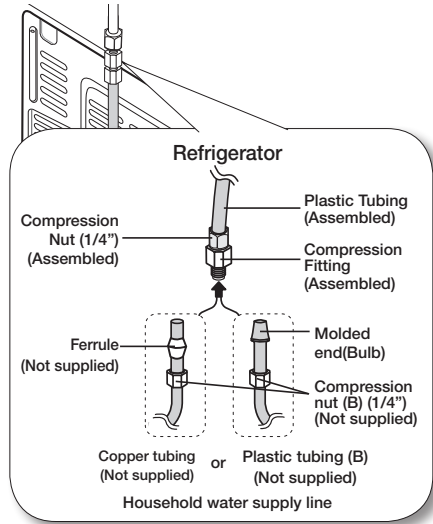 Refrigerator
Plastic Tubing
(Assembled)
Compression
Nut (1/4")
(Assembled)
Compression
Fitting
(Assembled)
Ferrule
(Not supplied)
Molded
end(Bulb)
Compression
nut (B) (1/4")
(Not supplied)
Copper tubing
(Not supplied)
or
Plastic tubing (B)
(Not supplied)
Household water supply line